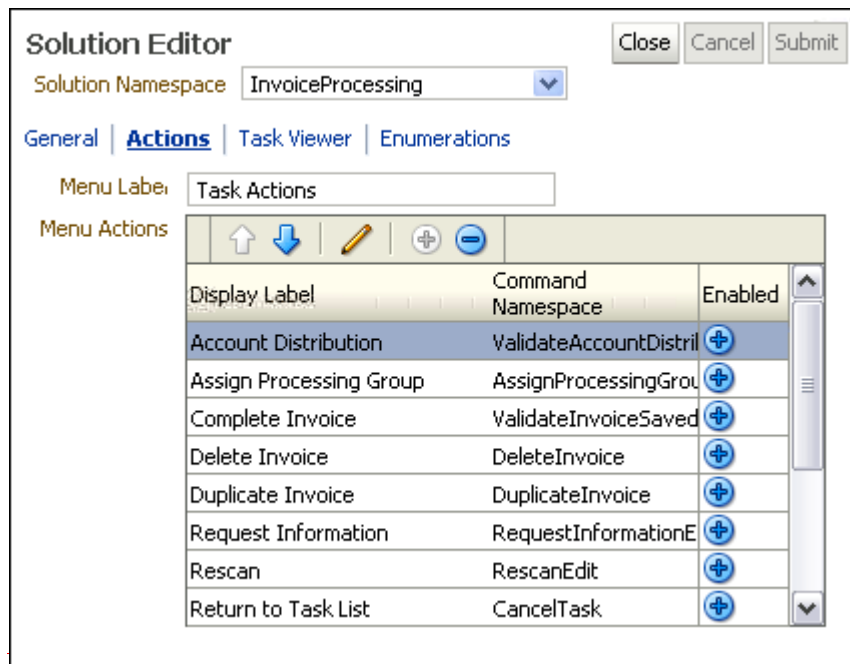 Solution Editor
Close Cancel Submit
Solution Namespace InvoiceProcessing
General Actions Task Viewer Enumerations
Menu Label Task Actions
Menu Actions
Display Label Command Namespace Enabled
Account Distribution ValidateAccountDistril
Assign Processing Group AssignProcessingGrou
Complete Invoice ValidateInvoiceSaved
Delete Invoice DeleteInvoice
Duplicate Invoice DuplicateInvoice
Request Information RequestInformationE
Rescan RescanEdit
Return to Task List CancelTask